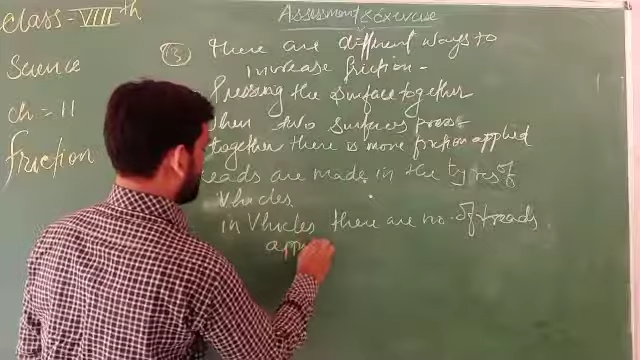 Class - VIIIth
Science
ch = 11
Friction
Assessment & Exercise
(3) There are different ways to
increase friction -
Pressing the surface together
When two surfaces press
together there is more friction applied
reads are made in the tyres of
Vhicles
in Vhicles there are no. of treads
app